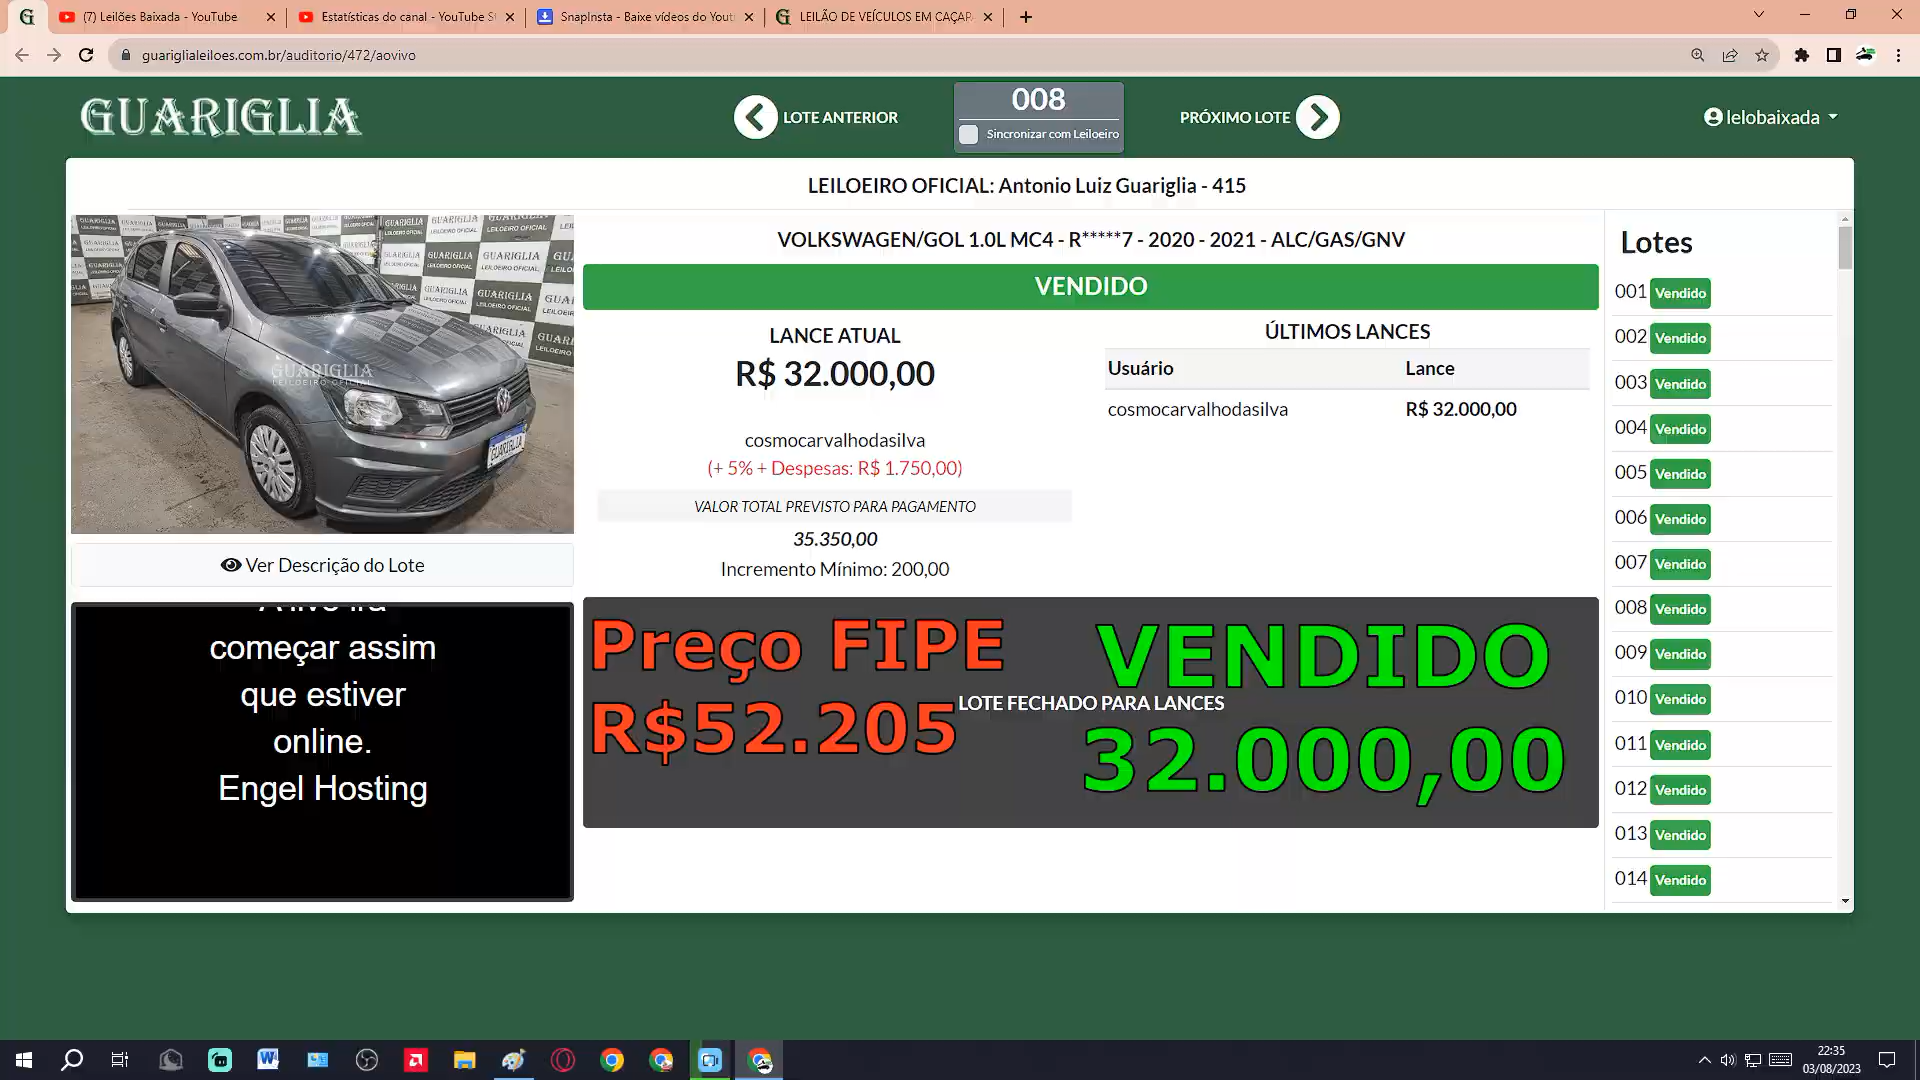 (7) Leilões Baixada - YouTube
Estatísticas do canal - YouTube S
SnapInsta - Baixe vídeos do Yout
LEILÃO DE VEÍCULOS EM CAÇAP
guariglialeiloes.com.br/auditorio/472/aovivo
GUARIGLIA
LOTE ANTERIOR
008
Sincronizar com Leiloeiro
PRÓXIMO LOTE
lelobaixada
LEILOEIRO OFICIAL: Antonio Luiz Guariglia - 415
GUARIGLIA
LEILOEIRO OFICIAL
GUARIGLIA
Ver Descrição do Lote
A live irá
começar assim
que estiver
online.
Engel Hosting
VOLKSWAGEN/GOL 1.0L MC4 - R*****7 - 2020 - 2021 - ALC/GAS/GNV
VENDIDO
LANCE ATUAL
R$ 32.000,00
cosmocarvalhodasilva
(+ 5% + Despesas: R$ 1.750,00)
VALOR TOTAL PREVISTO PARA PAGAMENTO
35.350,00
Incremento Mínimo: 200,00
ÚLTIMOS LANCES
Usuário Lance
cosmocarvalhodasilva R$ 32.000,00
Preço FIPE
R$52.205
LOTE FECHADO PARA LANCES
VENDIDO
32.000,00
Lotes
001 Vendido
002 Vendido
003 Vendido
004 Vendido
005 Vendido
006 Vendido
007 Vendido
008 Vendido
009 Vendido
010 Vendido
011 Vendido
012 Vendido
013 Vendido
014 Vendido
22:35
03/08/2023